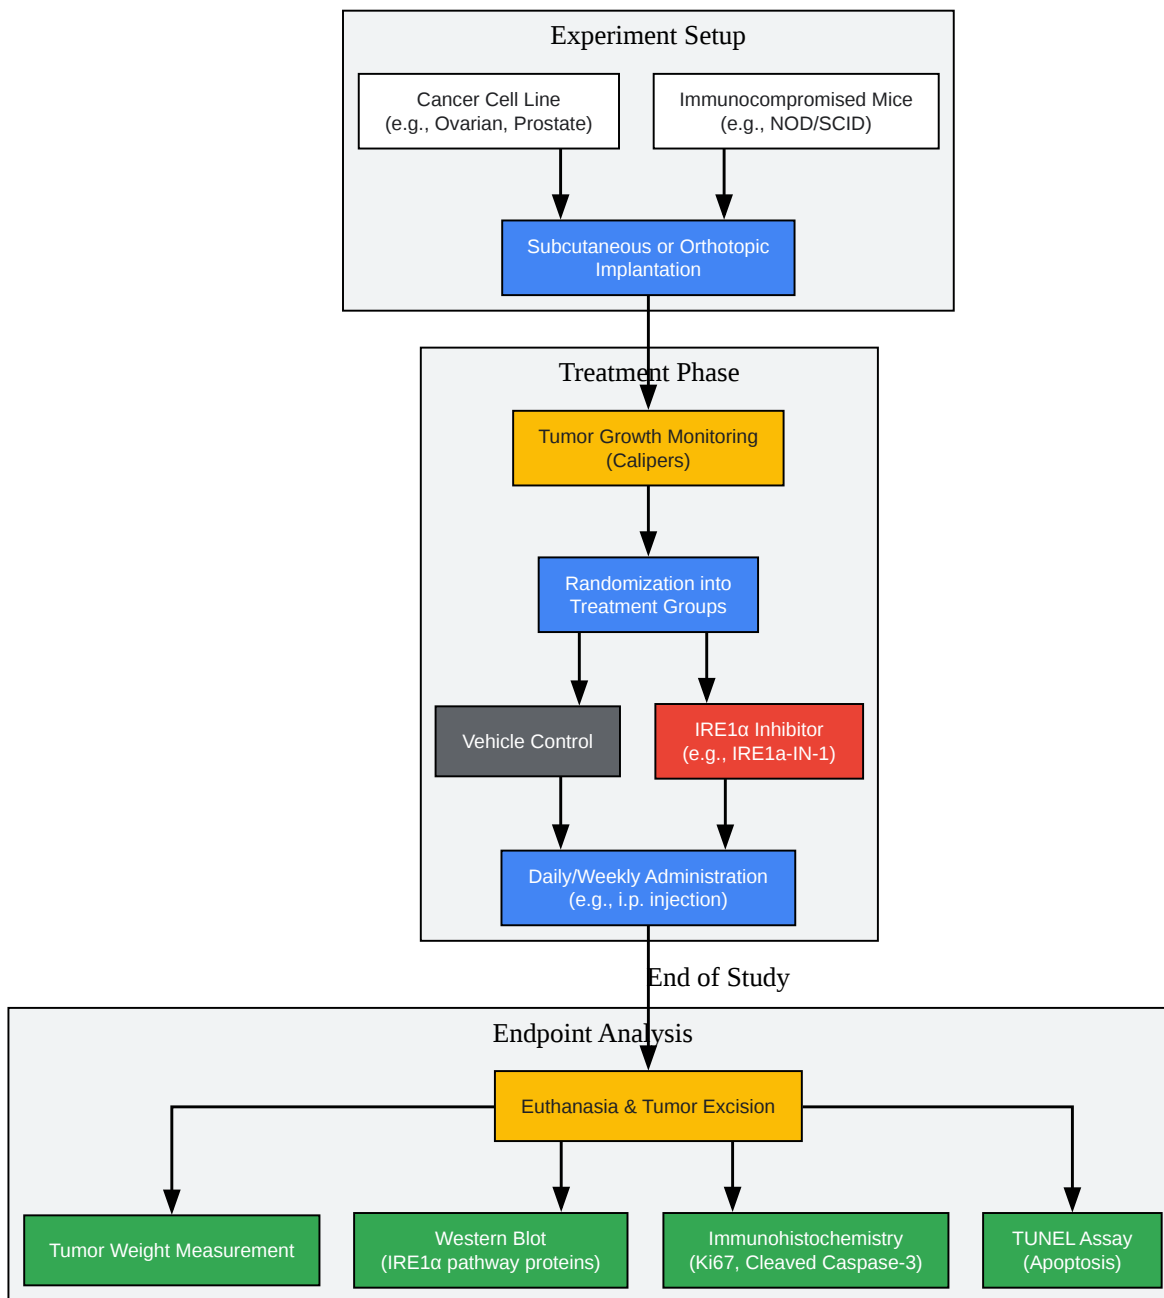 Experiment Setup
Cancer Cell Line
(e.g., Ovarian, Prostate)
Immunocompromised Mice
(e.g., NOD/SCID)
Subcutaneous or Orthotopic
Implantation
Treatment Phase
Tumor Growth Monitoring
(Calipers)
Randomization into
Treatment Groups
Vehicle Control
IRE1α Inhibitor
(e.g., IRE1a-IN-1)
Daily/Weekly Administration
(e.g., i.p. injection)
End of Study
Endpoint Analysis
Euthanasia & Tumor Excision
Tumor Weight Measurement
Western Blot
(IRE1α pathway proteins)
Immunohistochemistry
(Ki67, Cleaved Caspase-3)
TUNEL Assay
(Apoptosis)